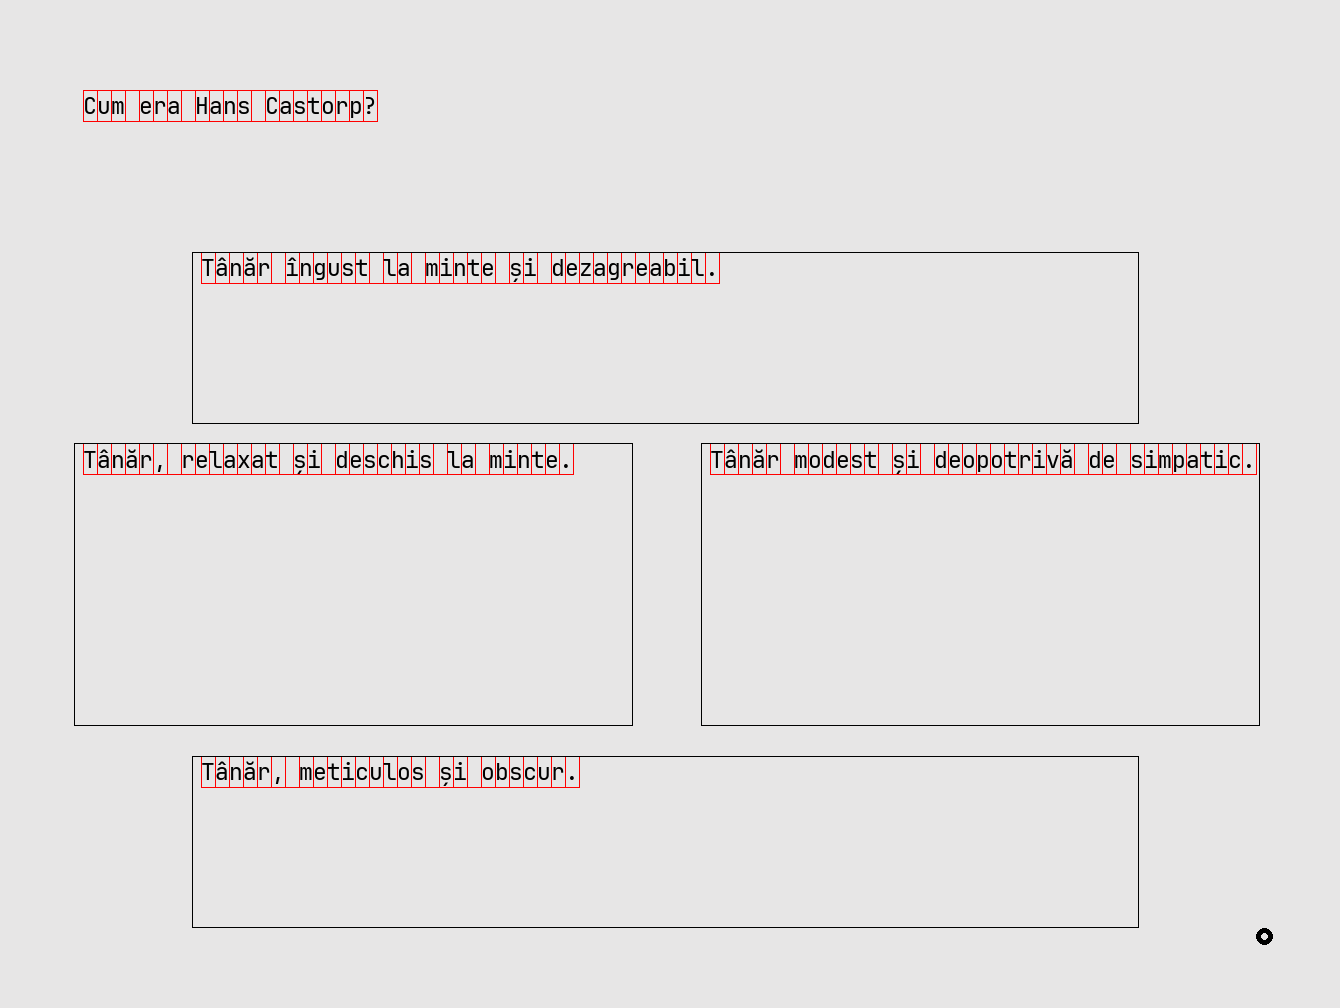 Cum era Hans Castorp?
Tânăr îngust la minte și dezagreabil.
Tânăr, relaxat și deschis la minte.
Tânăr modest și deopotrivă de simpatic.
Tânăr, meticulos și obscur.